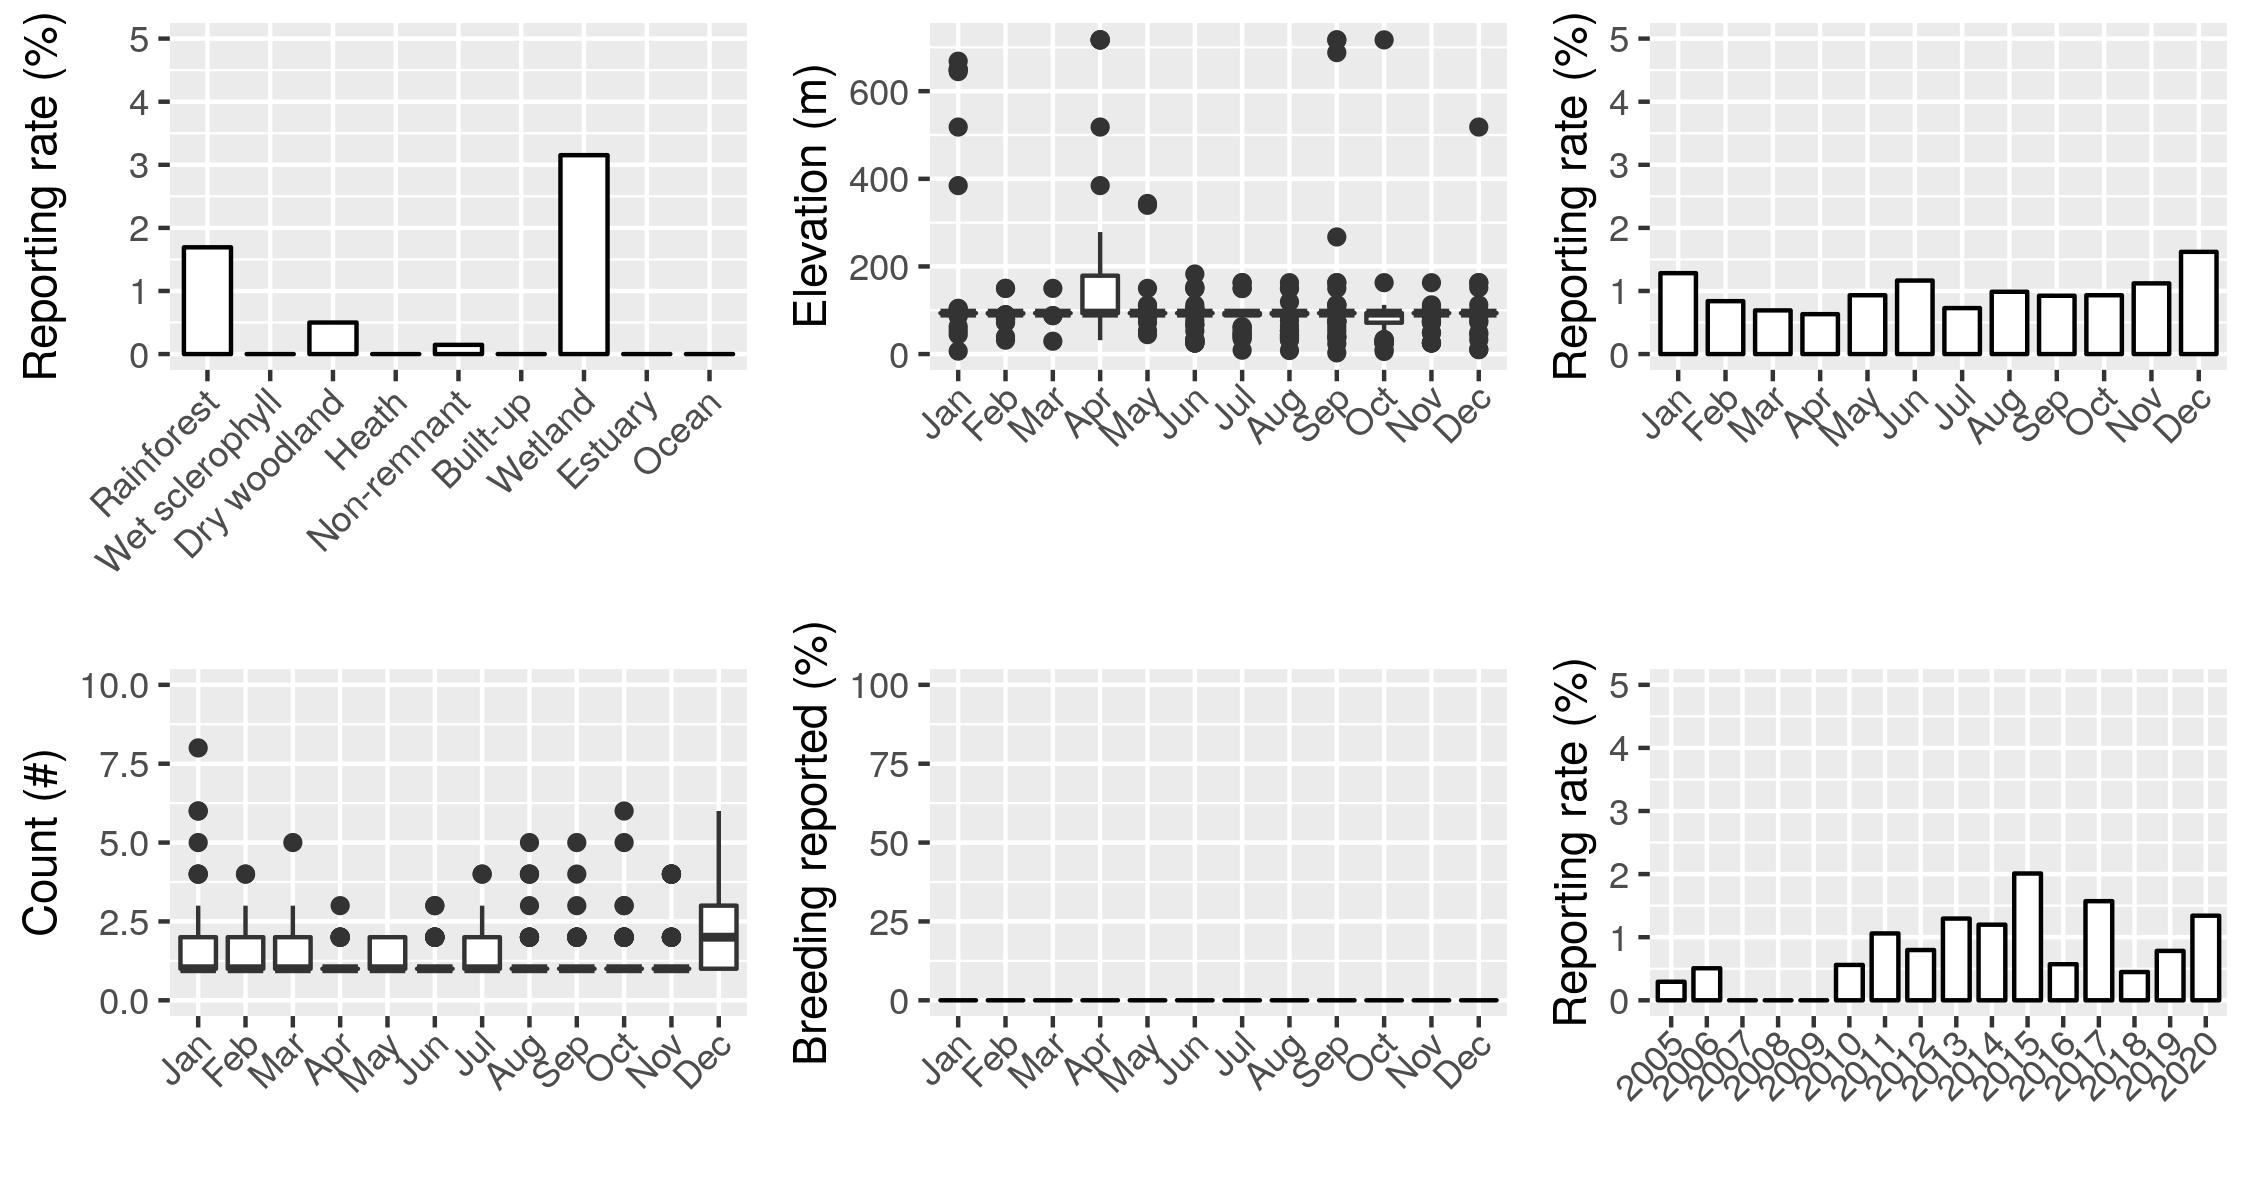 Reporting rate (%)
5
4
3
2
1
0
Rainforest
Wet sclerophyll
Dry woodland
Heath
Non-remnant
Built-up
Wetland
Estuary
Ocean
Elevation (m)
600
400
200
0
Jan
Feb
Mar
Apr
May
Jun
Jul
Aug
Sep
Oct
Nov
Dec
Reporting rate (%)
5
4
3
2
1
0
Jan
Feb
Mar
Apr
May
Jun
Jul
Aug
Sep
Oct
Nov
Dec
Count (#)
10.0
7.5
5.0
2.5
0.0
Jan
Feb
Mar
Apr
May
Jun
Jul
Aug
Sep
Oct
Nov
Dec
Breeding reported (%)
100
75
50
25
0
Jan
Feb
Mar
Apr
May
Jun
Jul
Aug
Sep
Oct
Nov
Dec
Reporting rate (%)
5
4
3
2
1
0
2005
2006
2007
2008
2009
2010
2011
2012
2013
2014
2015
2016
2017
2018
2019
2020